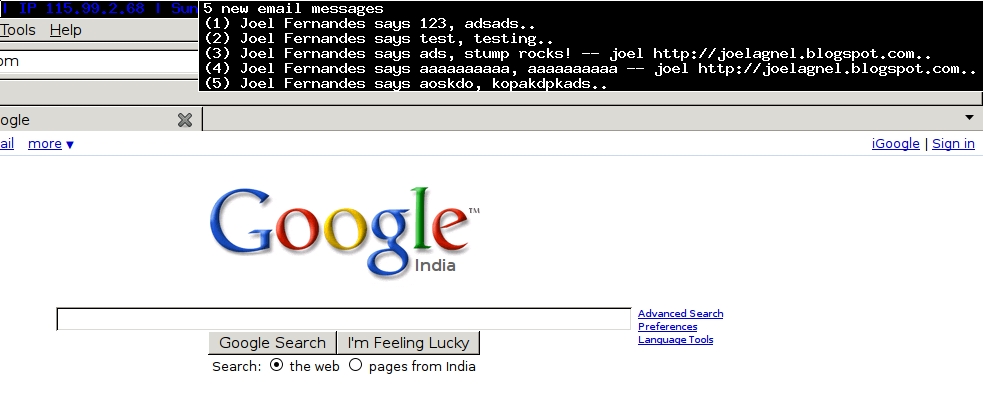 | IP 115.99.2.68 | Sun
5 new email messages
(1) Joel Fernandes says 123, adsads..
(2) Joel Fernandes says test, testing..
(3) Joel Fernandes says ads, stump rocks! -- joel http://joelagnel.blogspot.com..
(4) Joel Fernandes says aaaaaaaaaa, aaaaaaaaaa -- joel http://joelagnel.blogspot.com..
(5) Joel Fernandes says aoskdo, kopakdpkads..
Tools Help
om
ogle
ail more ▼ iGoogle | Sign in
Google™
India
Advanced Search
Preferences
Language Tools
Google Search I'm Feeling Lucky
Search: the web pages from India